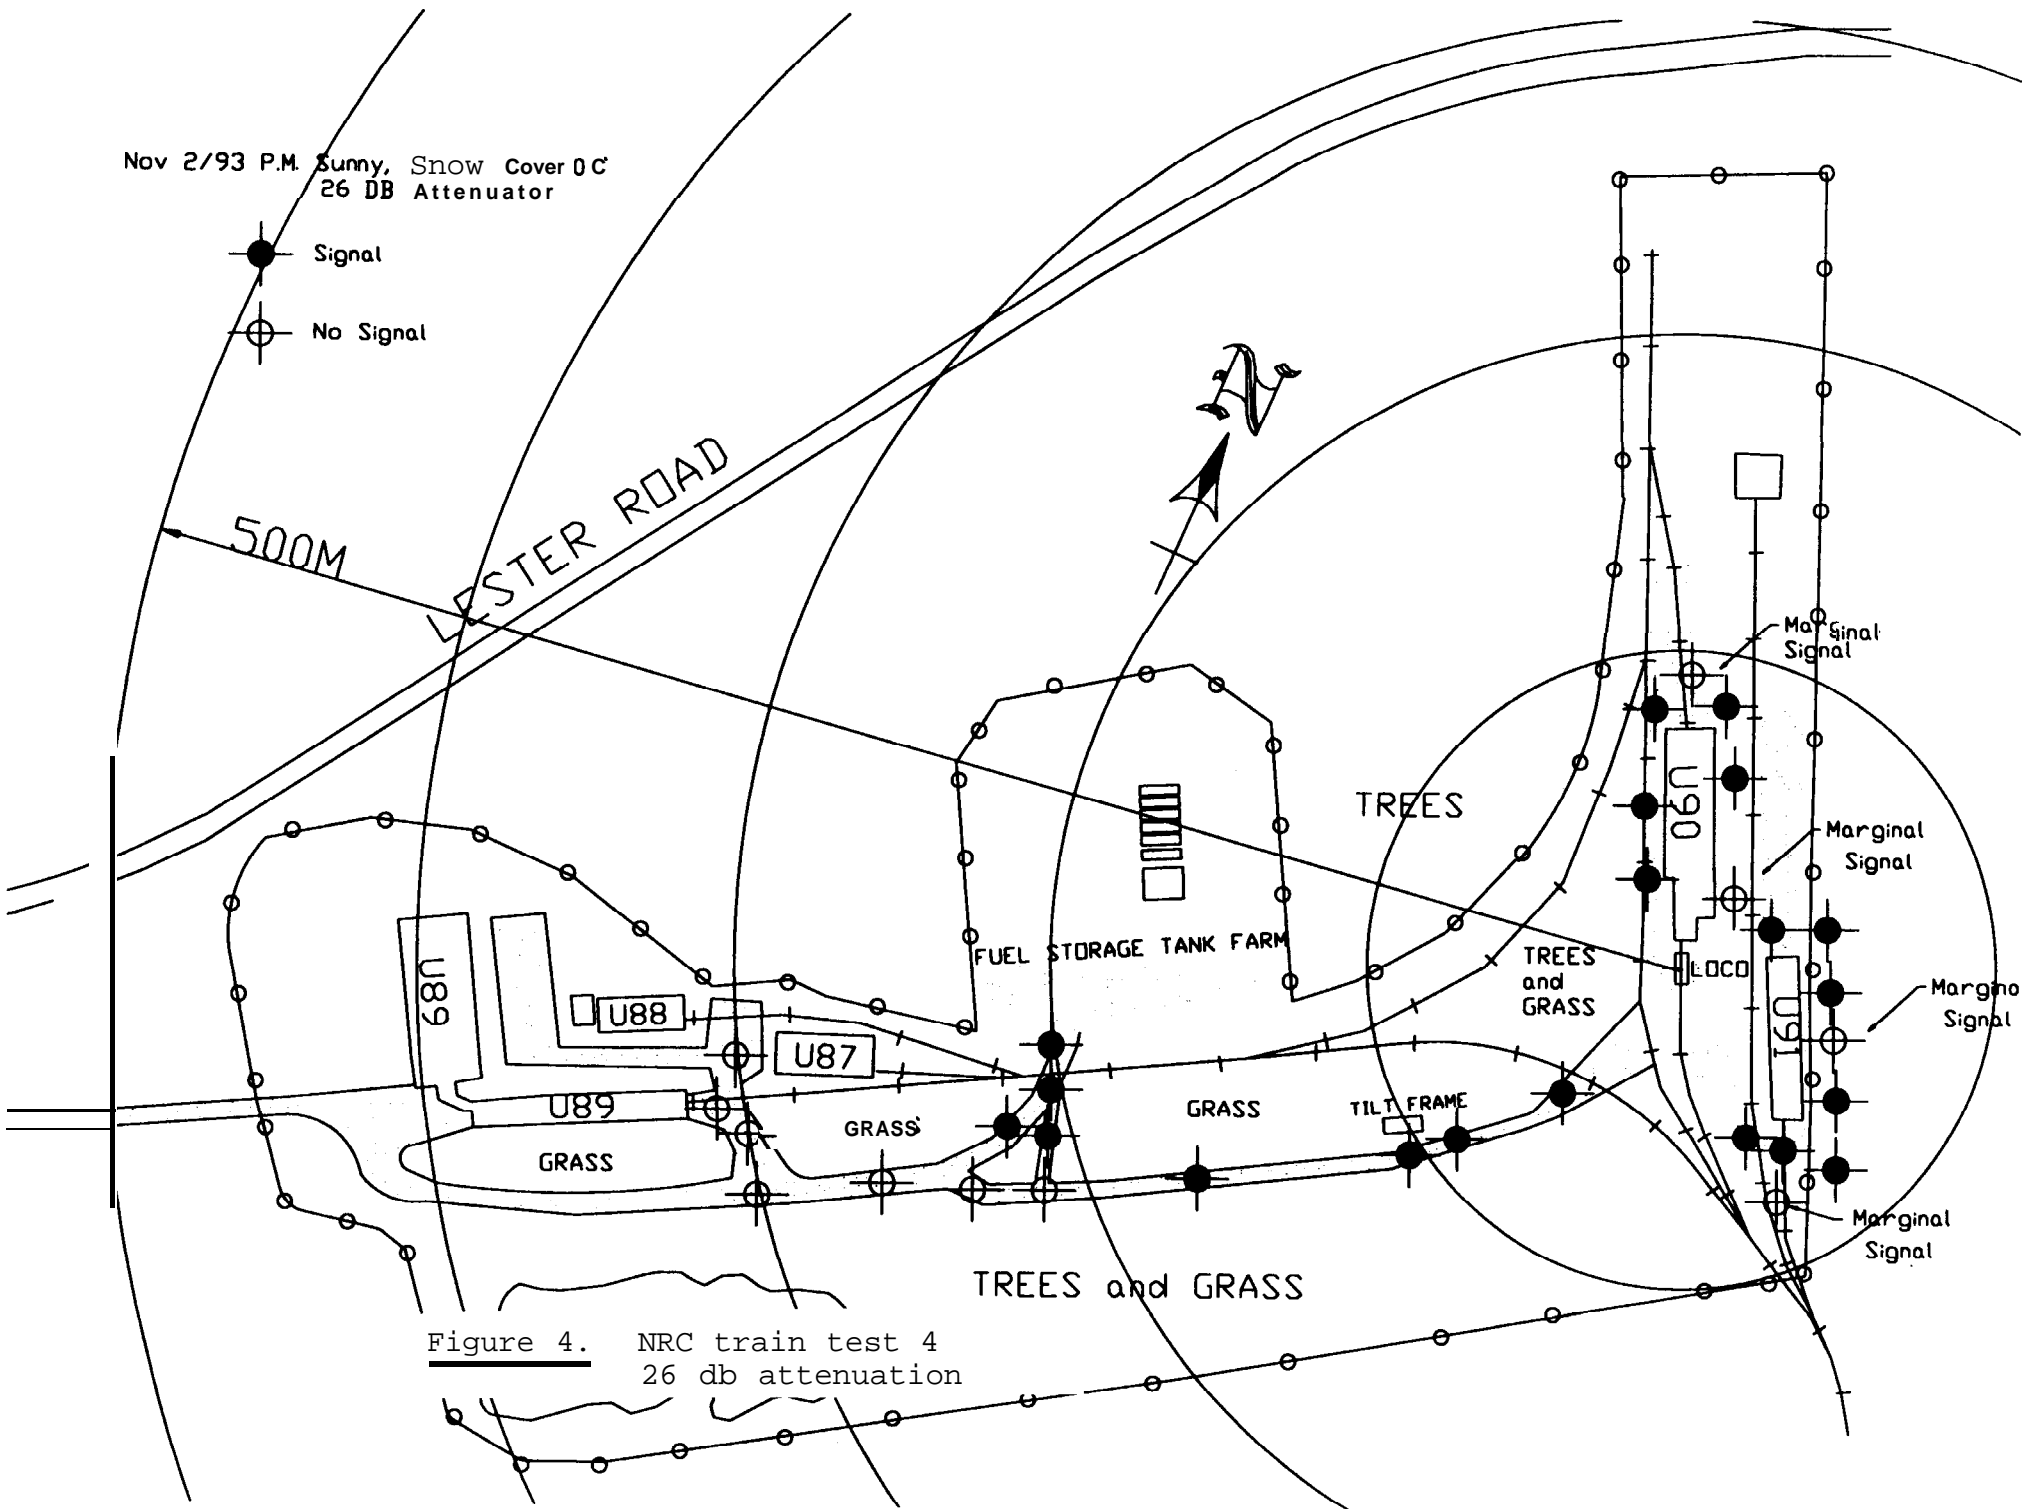 Nov 2/93 P.M. Sunny, Snow Cover 0 C°
26 DB Attenuator
Signal
No Signal
N
500M
LESTER ROAD
Marginal
Signal
TREES
U90
Marginal
Signal
FUEL STORAGE TANK FARM
TREES
and
GRASS
LOCO
U89
U88
U87
U91
Margina
Signal
U89
GRASS
GRASS
GRASS
TILT FRAME
Marginal
Signal
TREES and GRASS
Figure 4. NRC train test 4
26 db attenuation